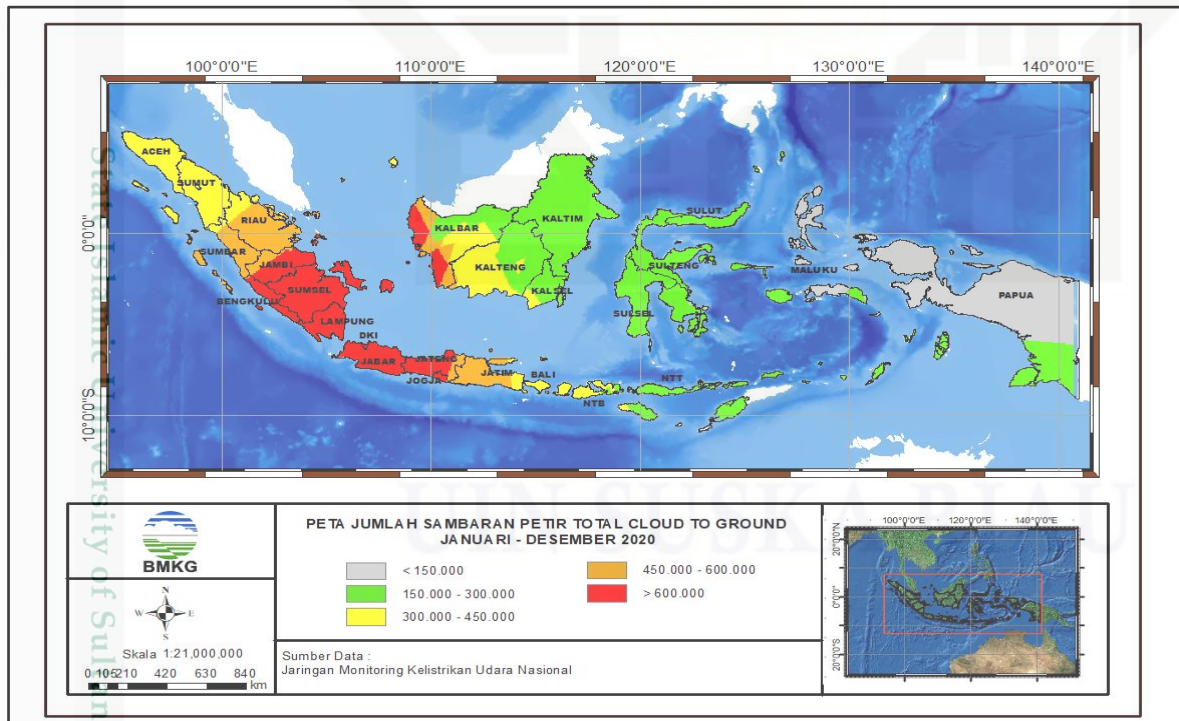 100°0'0"E 110°0'0"E 120°0'0"E 130°0'0"E 140°0'0"E
0°0'0"
10°0'0"S
ACEH
SUMUT
RIAU
SUMBAR
JAMBI
SUMSEL
BENGKULU
LAMPUNG
DKI
JABAR
JATENG
JOGJA
JATIM
BALI
NTB
NTT
KALBAR
KALTENG
KALTIM
KALSEL
SULUT
SULTENG
SULSEL
MALUKU
PAPUA
State Islamic University of Sultan
UIN SUSKA RIAU
BMKG
N
W E
S
Skala 1:21,000,000
0 105210 420 630 840
km
PETA JUMLAH SAMBARAN PETIR TOTAL CLOUD TO GROUND
JANUARI - DESEMBER 2020
< 150.000
150.000 - 300.000
300.000 - 450.000
450.000 - 600.000
> 600.000
Sumber Data :
Jaringan Monitoring Kelistrikan Udara Nasional
100°0'0"E 120°0'0"E 140°0'0"E
20°0'0"N
0°0'0"
20°0'0"S